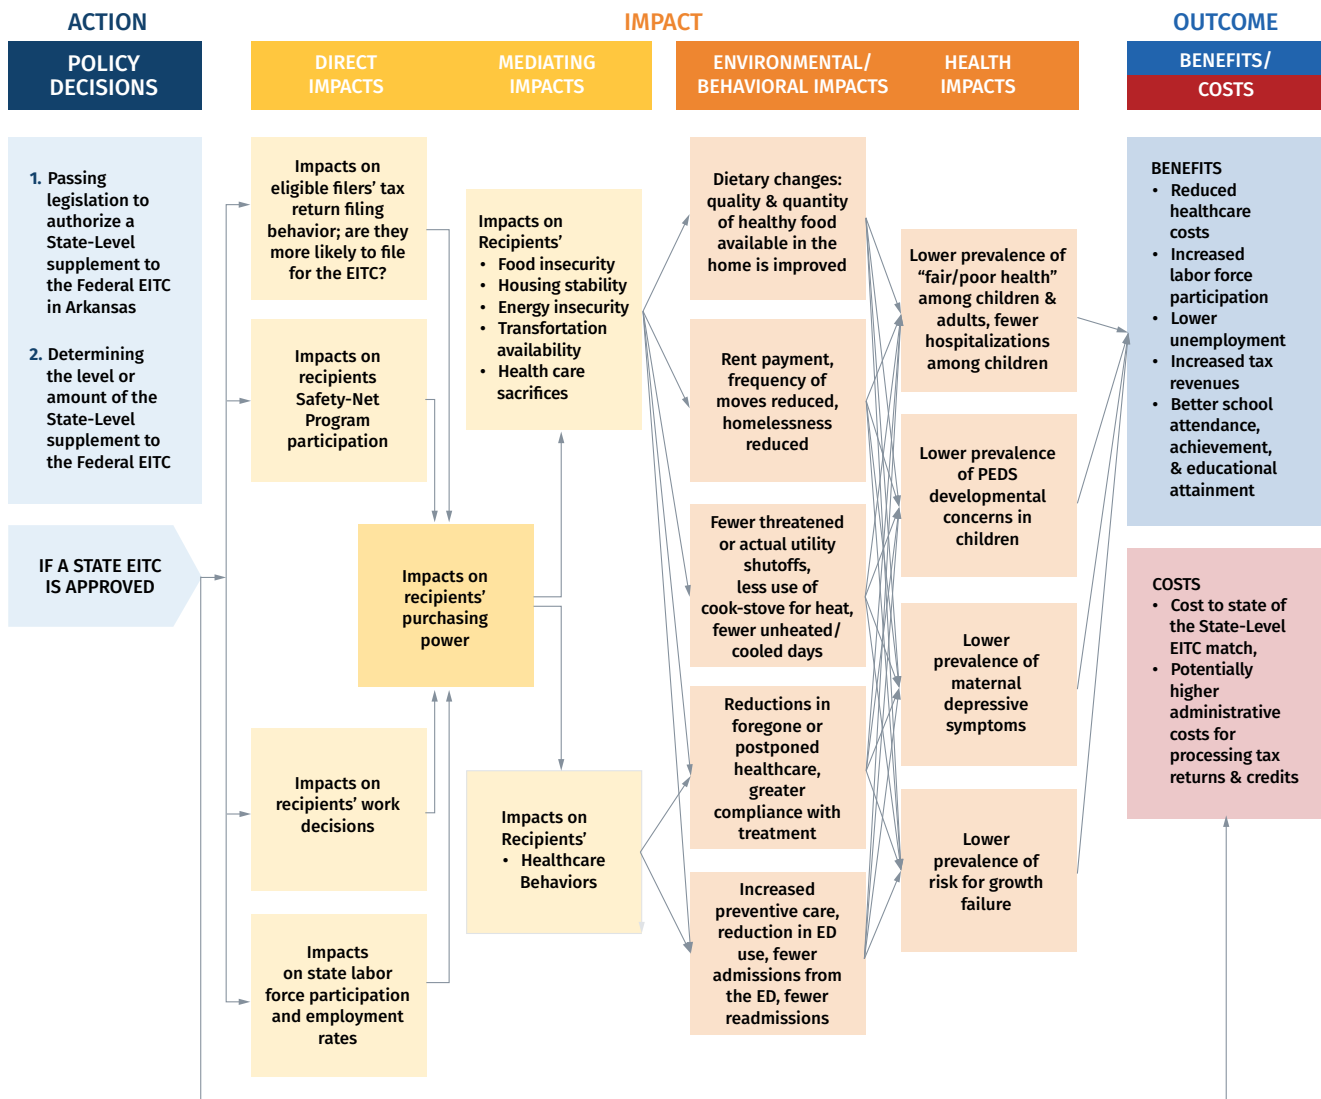 ACTION
IMPACT
OUTCOME
POLICY
DECISIONS
DIRECT
IMPACTS
MEDIATING
IMPACTS
ENVIRONMENTAL/
BEHAVIORAL IMPACTS
HEALTH
IMPACTS
BENEFITS/
COSTS
1. Passing
legislation to
authorize a
State-Level
supplement to
the Federal EITC
in Arkansas
2. Determining
the level or
amount of the
State-Level
supplement to
the Federal EITC
IF A STATE EITC
IS APPROVED
Impacts on
eligible filers’ tax
return filing
behavior; are they
more likely to file
for the EITC?
Impacts on
recipients
Safety-Net
Program
participation
Impacts on
recipients’
purchasing
power
Impacts on
recipients’ work
decisions
Impacts
on state labor
force participation
and employment
rates
Impacts on
Recipients’
• Food insecurity
• Housing stability
• Energy insecurity
• Transfortation
availability
• Health care
sacrifices
Impacts on
Recipients’
• Healthcare
Behaviors
Dietary changes:
quality & quantity
of healthy food
available in the
home is improved
Rent payment,
frequency of
moves reduced,
homelessness
reduced
Fewer threatened
or actual utility
shutoffs,
less use of
cook-stove for heat,
fewer unheated/
cooled days
Reductions in
foregone or
postponed
healthcare,
greater
compliance with
treatment
Increased
preventive care,
reduction in ED
use, fewer
admissions from
the ED, fewer
readmissions
Lower prevalence of
“fair/poor health”
among children &
adults, fewer
hospitalizations
among children
Lower prevalence
of PEDS
developmental
concerns in
children
Lower
prevalence of
maternal
depressive
symptoms
Lower
prevalence of
risk for growth
failure
BENEFITS
• Reduced
healthcare
costs
• Increased
labor force
participation
• Lower
unemployment
• Increased tax
revenues
• Better school
attendance,
achievement,
& educational
attainment
COSTS
• Cost to state of
the State-Level
EITC match,
• Potentially
higher
administrative
costs for
processing tax
returns & credits